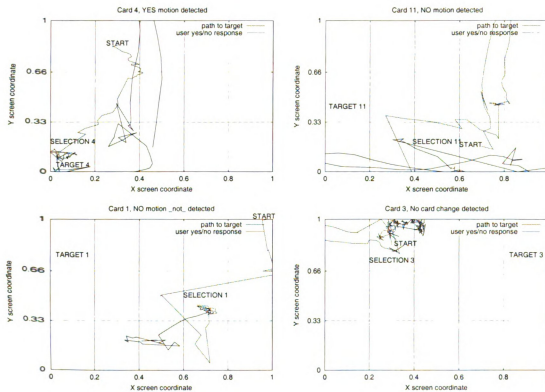 Card 4, YES motion detected
path to target
user yes/no response
START
SELECTION 4
TARGET 4
Y screen coordinate
1
0.66
0.33
0
0 0.2 0.4 0.6 0.8 1
X screen coordinate
Card 11, NO motion detected
path to target
user yes/no response
TARGET 11
SELECTION 11
START
Y screen coordinate
1
0.66
0.33
0
0 0.2 0.4 0.6 0.8 1
X screen coordinate
Card 1, NO motion _not_ detected
START
path to target
user yes/no response
TARGET 1
SELECTION 1
Y screen coordinate
1
0.66
0.33
0
0 0.2 0.4 0.6 0.8 1
X screen coordinate
Card 3, No card change detected
path to target
user yes/no response
START
SELECTION 3
TARGET 3
Y screen coordinate
1
0.66
0.33
0
0 0.2 0.4 0.6 0.8 1
X screen coordinate